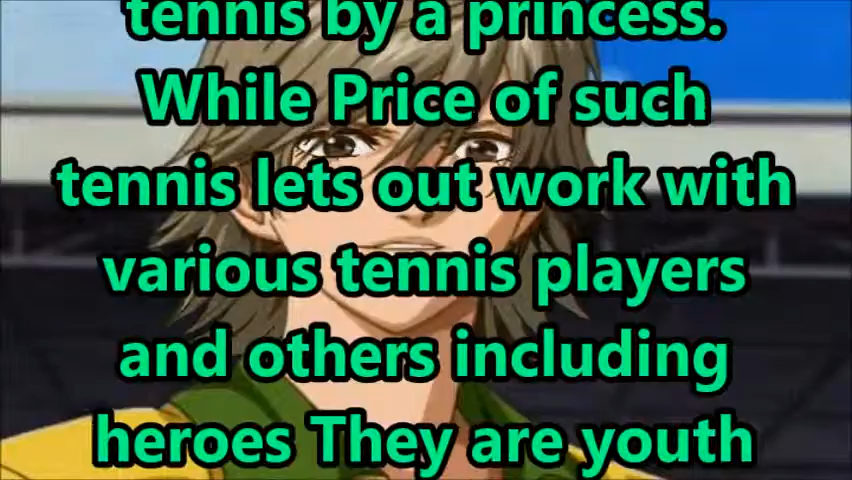 tennis by a princess.
While Price of such
tennis lets out work with
various tennis players
and others including
heroes They are youth